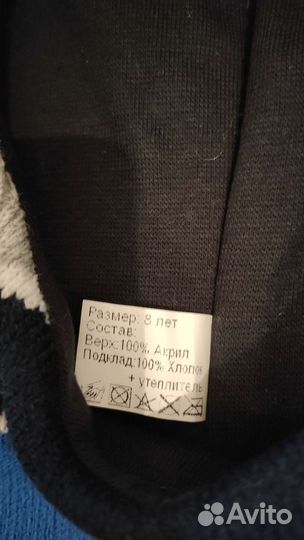 Размер: 8 лет
Состав:
Верх:100% Акрил
Подклад:100% Хлопок
+ утеплитель
Avito